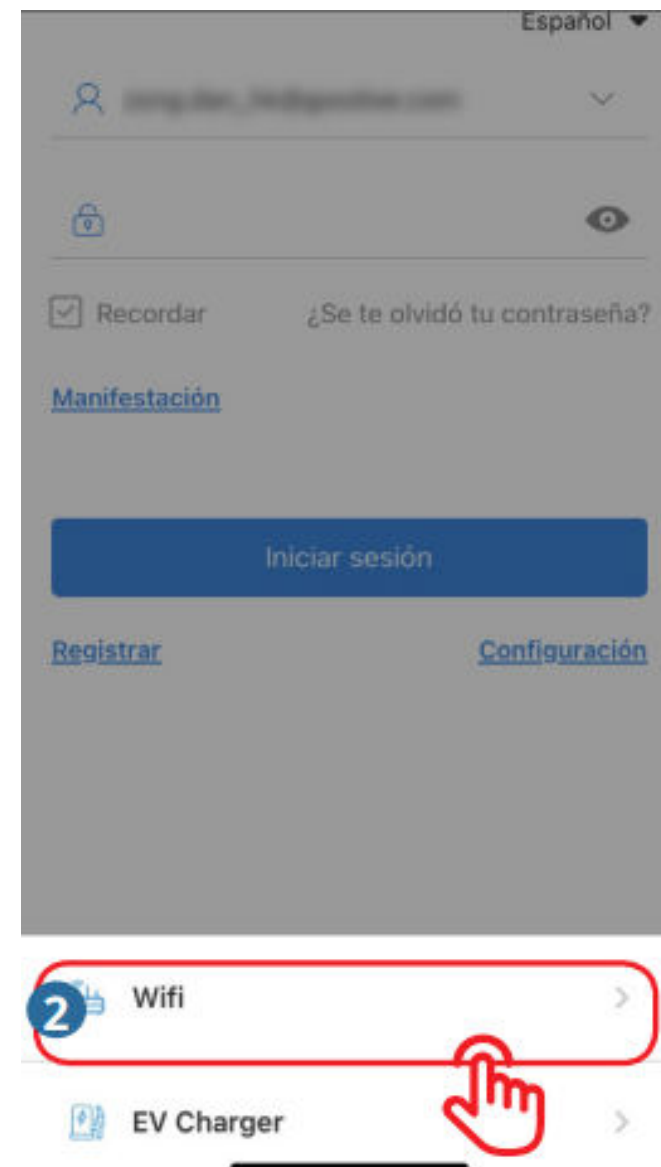 Español
Recordar ¿Se te olvidó tu contraseña?
Manifestación
Iniciar sesión
Registrar Configuración
2 Wifi
EV Charger